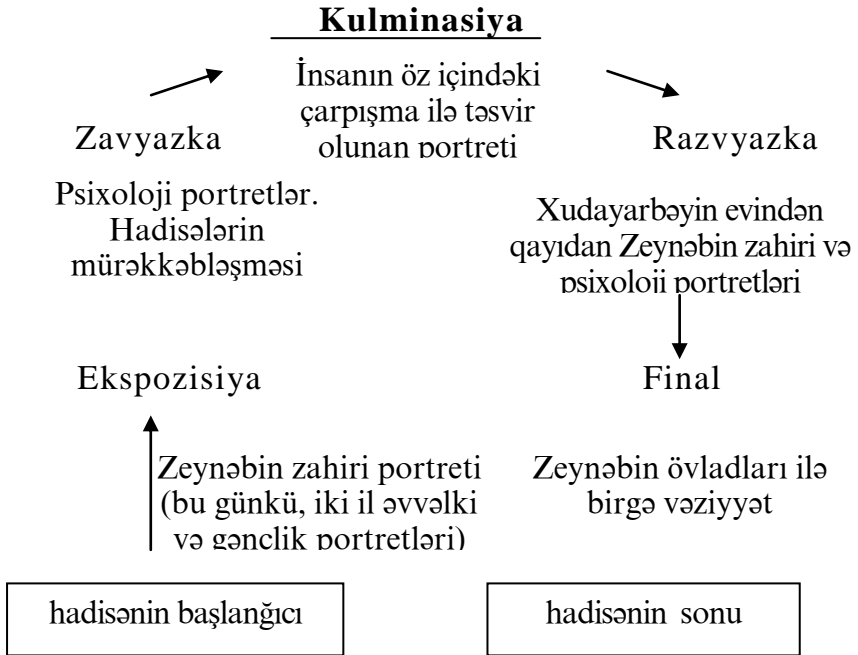 Kulminasiya
İnsanın öz içindəki
çarpışma ilə təsvir
olunan portreti
Zavyazka
Psixoloji portretlər.
Hadisələrin
mürəkkəbləşməsi
Razvyazka
Xudayarbəyin evindən
qayıdan Zeynəbin zahiri və
psixoloji portretləri
Ekspozisiya
Zeynəbin zahiri portreti
(bu günkü, iki il əvvəlki
və gənclik portretləri)
Final
Zeynəbin övladları ilə
birgə vəziyyət
hadisənin başlanğıcı
hadisənin sonu